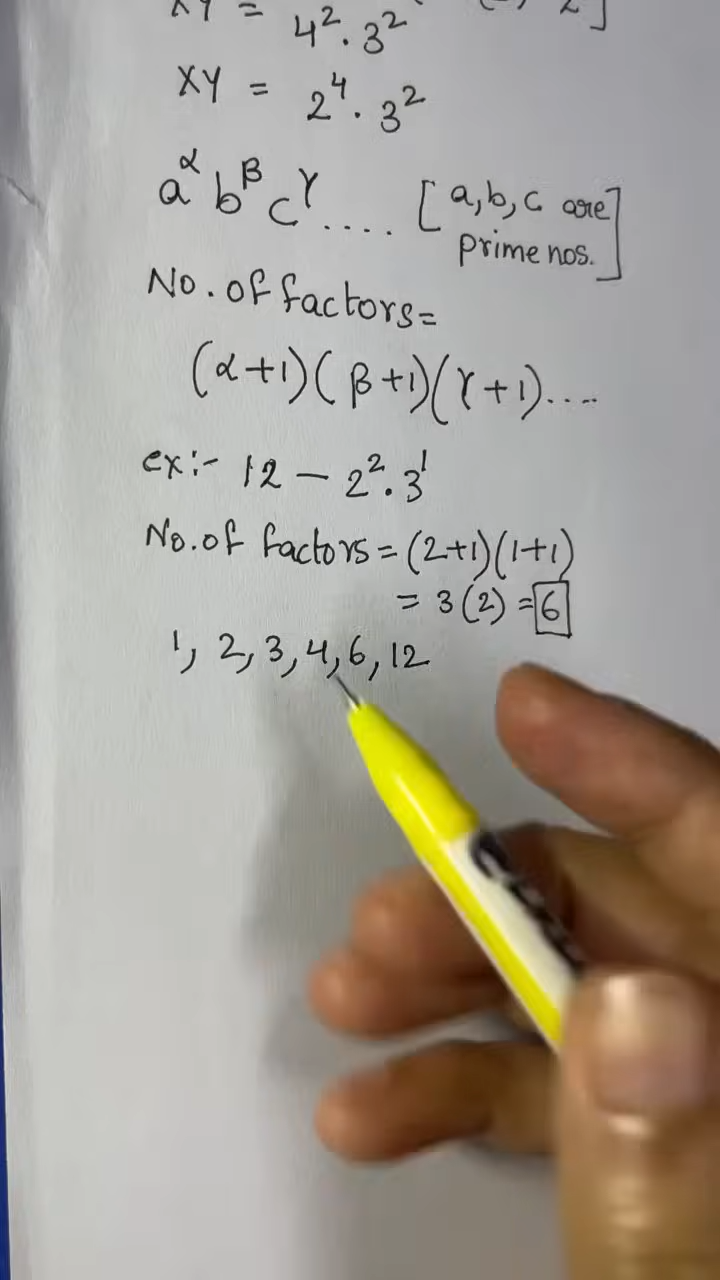 XY =
4². 3²
XY = 2⁴. 3²
a^α b^β c^γ.... [a,b,c are
prime nos.]
No. of factors=
(α+1)(β+1)(γ+1)....
ex:- 12 — 2². 3¹
No. of factors = (2+1)(1+1)
= 3(2) = 6
1, 2, 3, 4, 6, 12